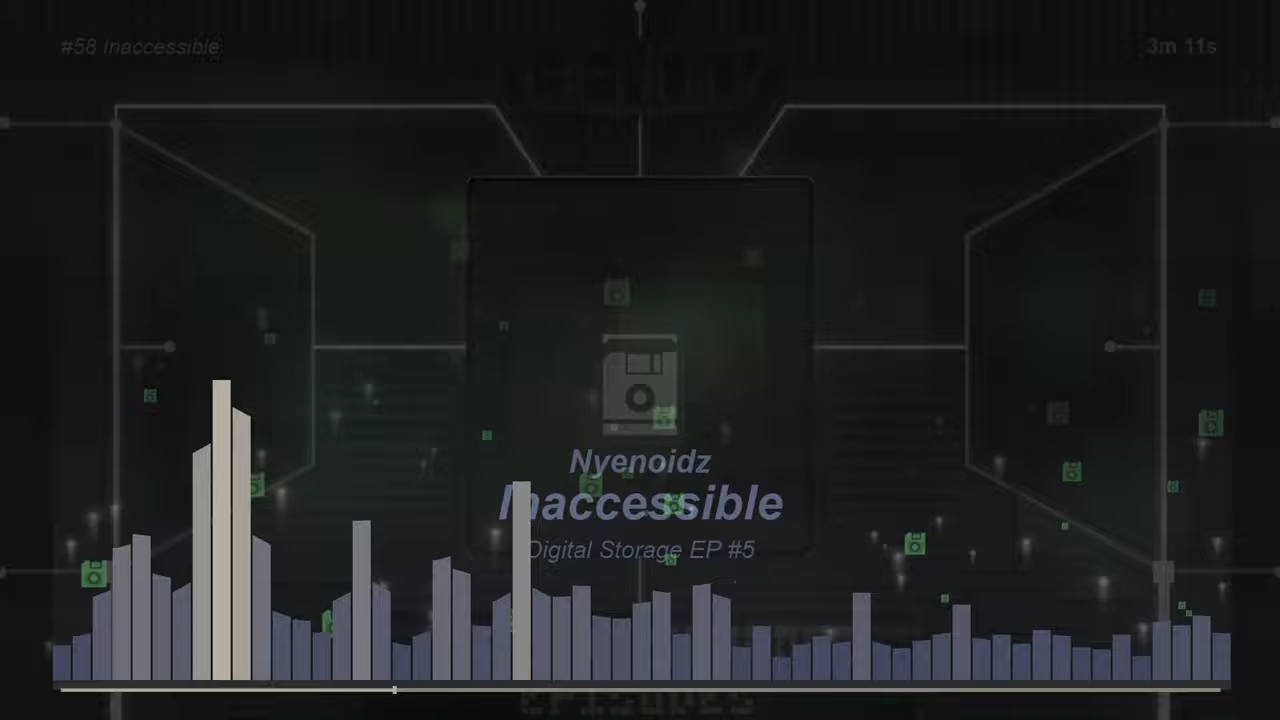 #58 Inaccessible
3m 11s
Nyenoidz
Inaccessible
Digital Storage EP #5